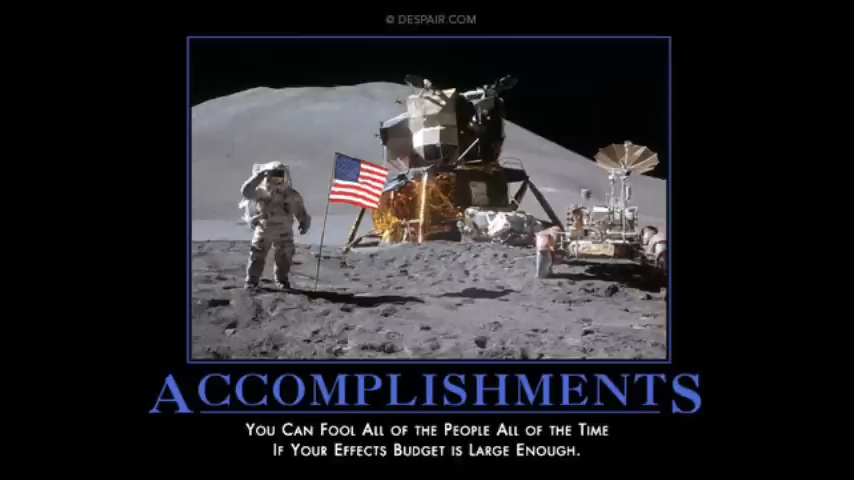 © DESPAIR.COM
ACCOMPLISHMENTS
YOU CAN FOOL ALL OF THE PEOPLE ALL OF THE TIME
IF YOUR EFFECTS BUDGET IS LARGE ENOUGH.